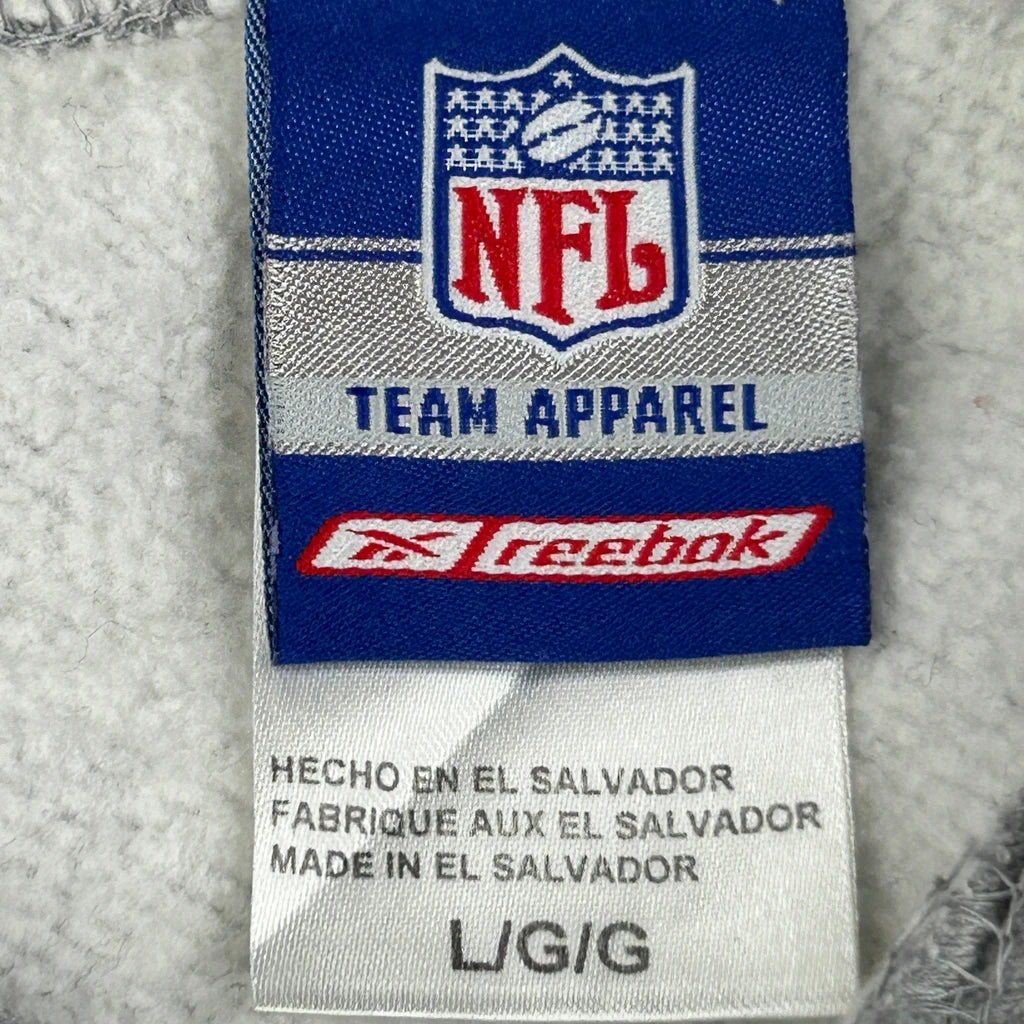 NFL
TEAM APPAREL
reebok
HECHO EN EL SALVADOR
FABRIQUE AUX EL SALVADOR
MADE IN EL SALVADOR
L/G/G